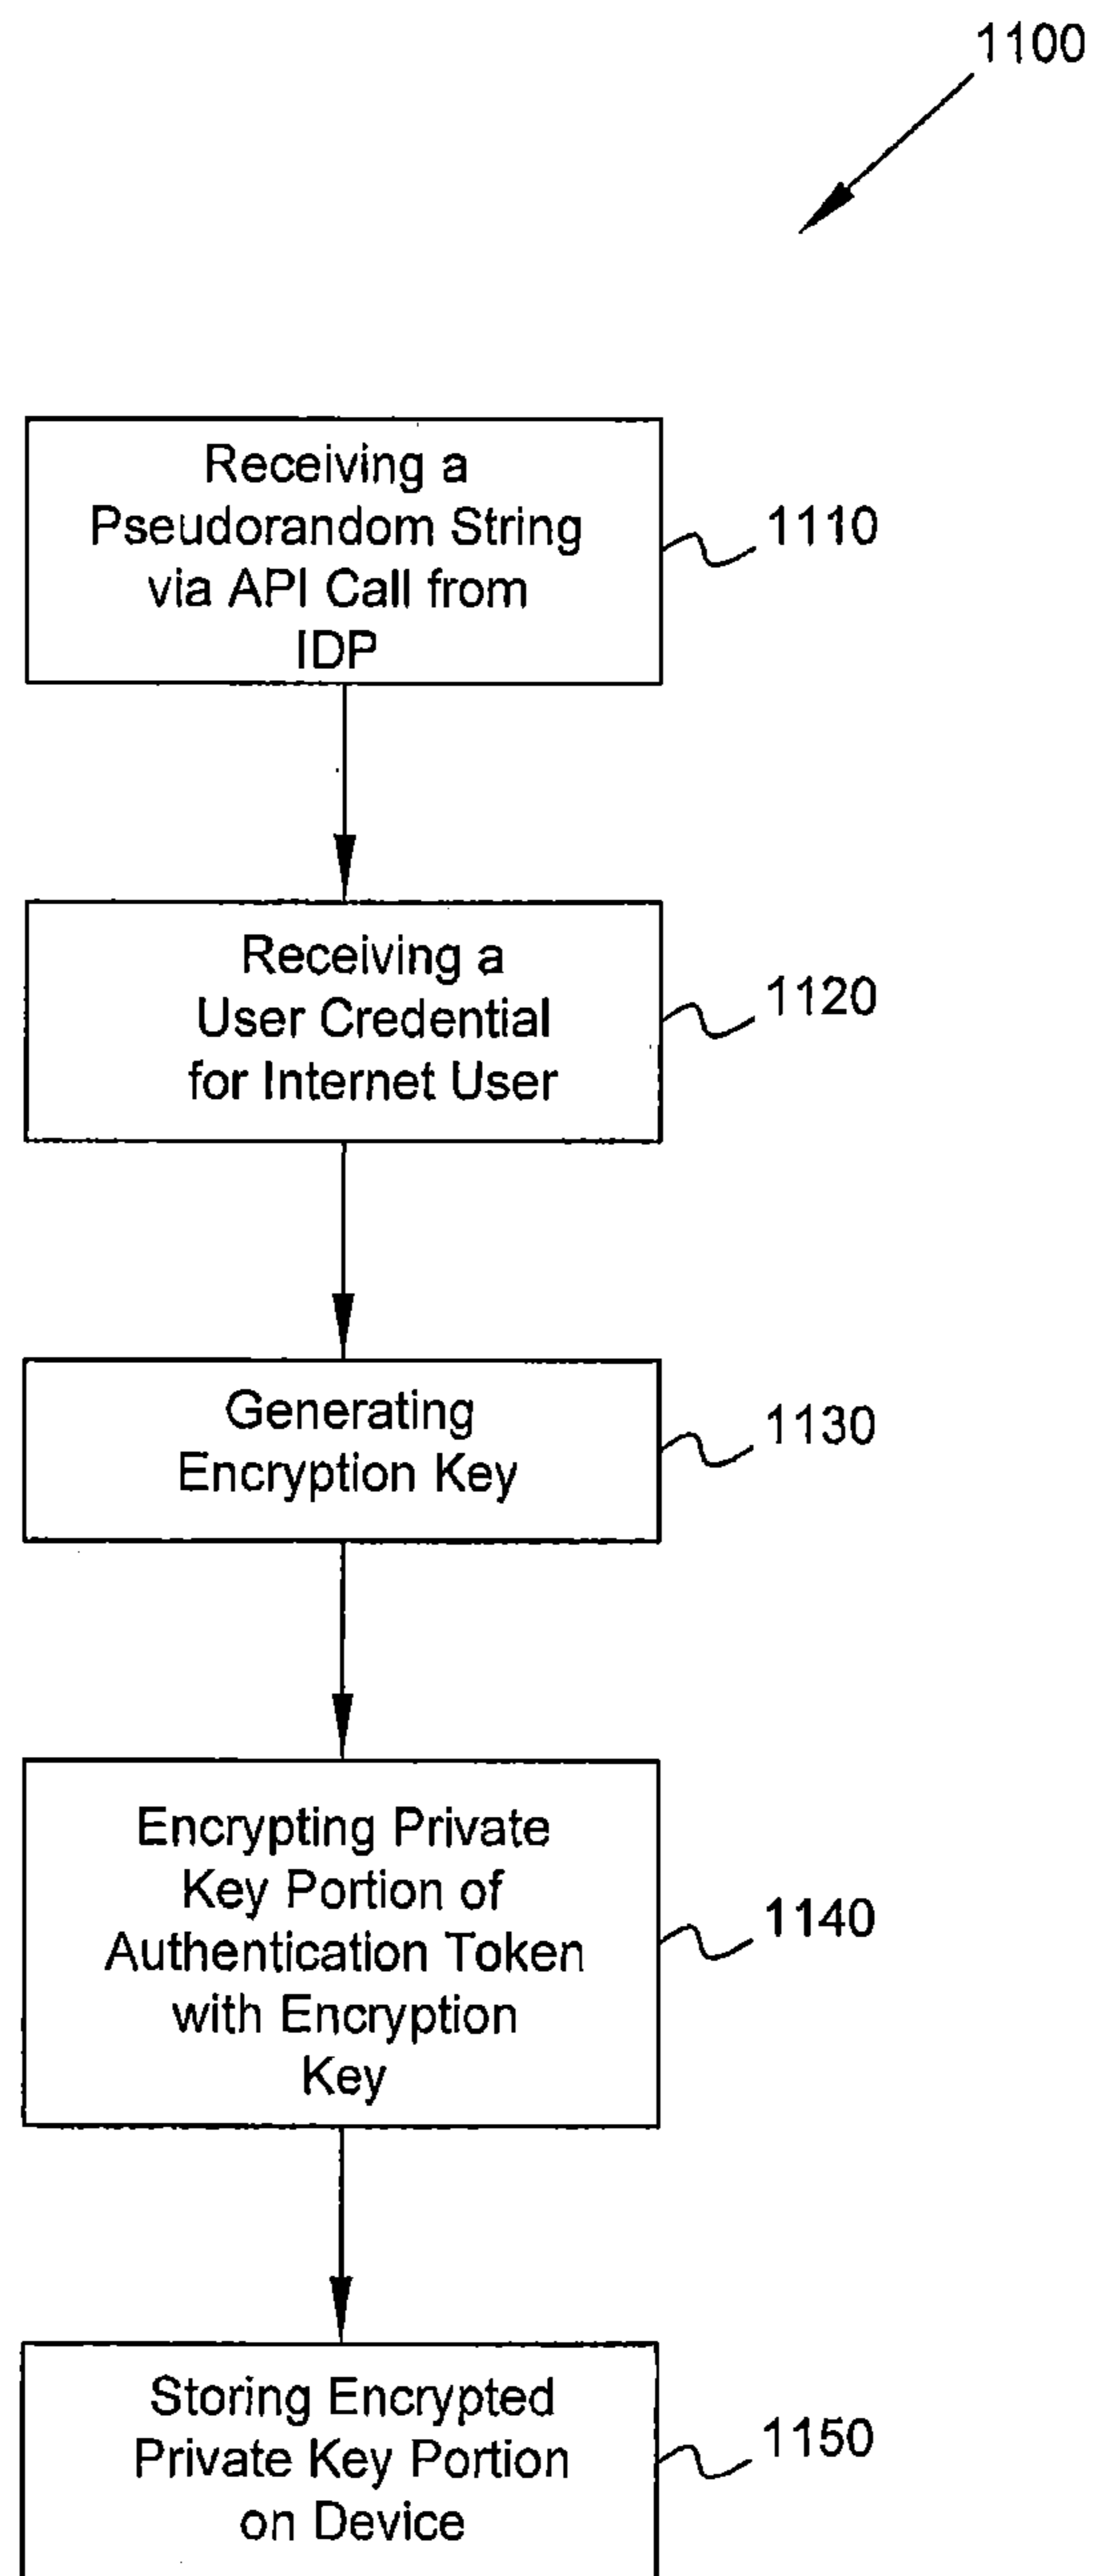 1100
Receiving a
Pseudorandom String
via API Call from
IDP
1110
Receiving a
User Credential
for Internet User
1120
Generating
Encryption Key
1130
Encrypting Private
Key Portion of
Authentication Token
with Encryption
Key
1140
Storing Encrypted
Private Key Portion
on Device
1150